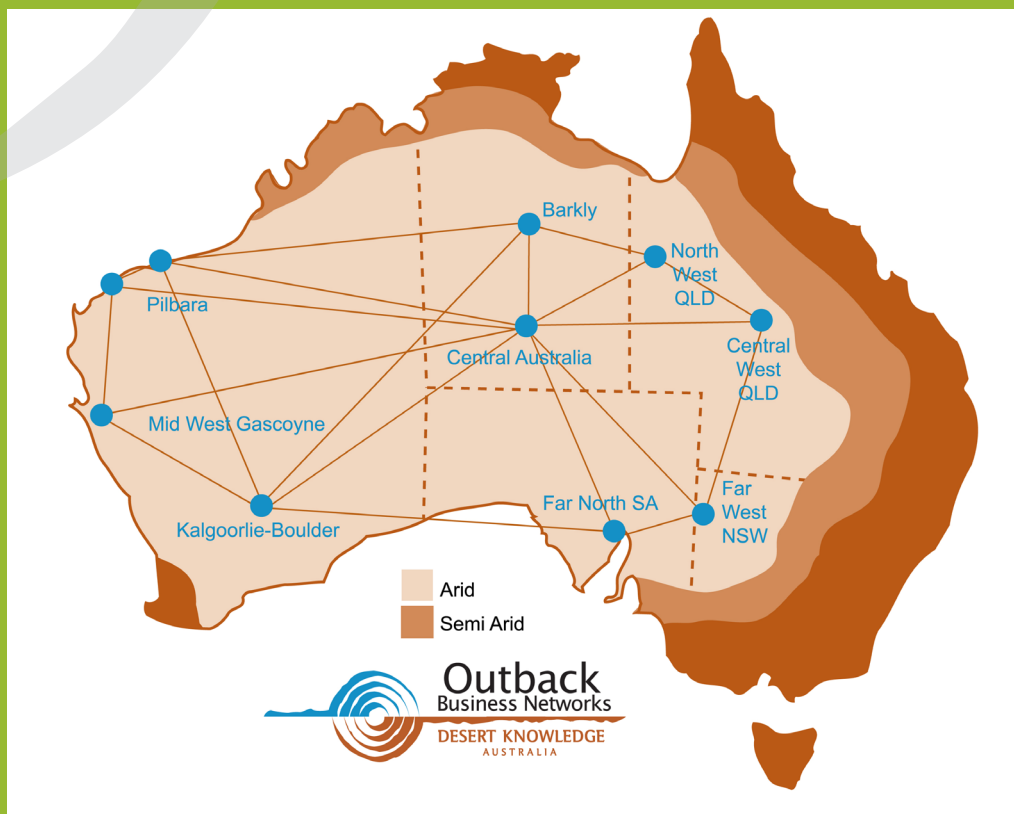 Barkly
North
West
QLD
Pilbara
Central Australia
Central
West
QLD
Mid West Gascoyne
Far North SA
Far
West
NSW
Kalgoorlie-Boulder
Arid
Semi Arid
Outback
Business Networks
DESERT KNOWLEDGE
AUSTRALIA